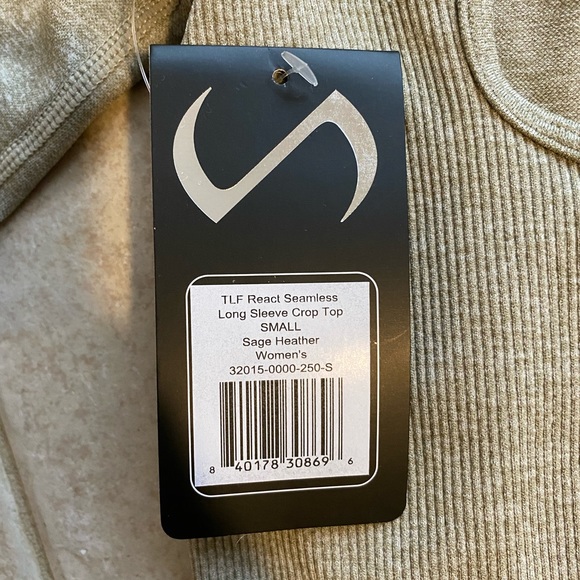 TLF React Seamless
Long Sleeve Crop Top
SMALL
Sage Heather
Women's
32015-0000-250-S
8 40178 30869 6